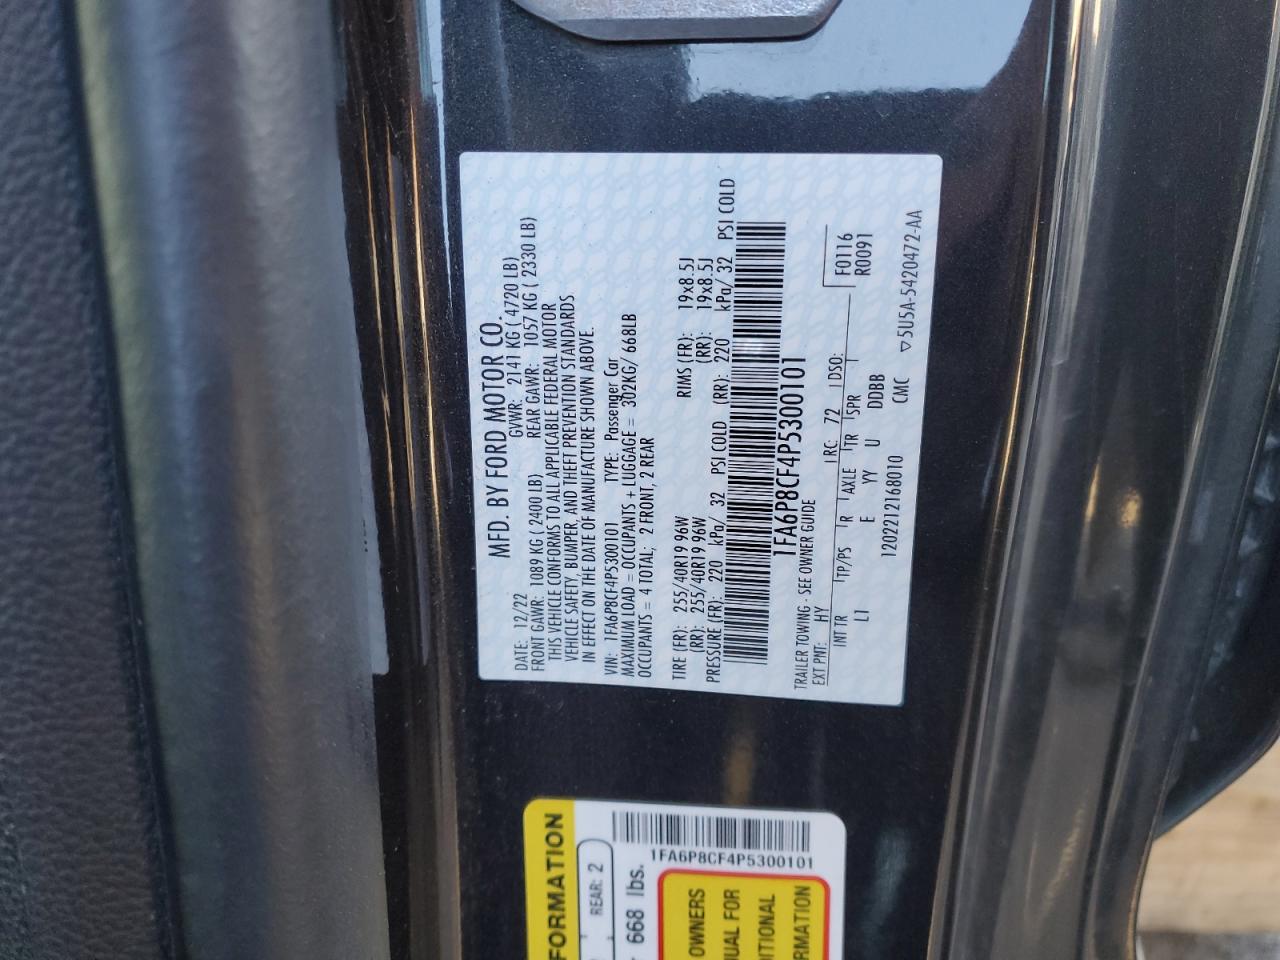 MFD. BY FORD MOTOR CO.
DATE: 12/22 GVWR: 2141 KG ( 4720 LB)
FRONT GAWR: 1089 KG ( 2400 LB) REAR GAWR: 1057 KG ( 2330 LB)
THIS VEHICLE CONFORMS TO ALL APPLICABLE FEDERAL MOTOR
VEHICLE SAFETY, BUMPER, AND THEFT PREVENTION STANDARDS
IN EFFECT ON THE DATE OF MANUFACTURE SHOWN ABOVE.
VIN: 1FA6P8CF4P5300101 TYPE: Passenger Car
MAXIMUM LOAD = OCCUPANTS + LUGGAGE = 302KG/ 668LB
OCCUPANTS = 4 TOTAL; 2 FRONT, 2 REAR
TIRE (FR): 255/40R19 96W RIMS (FR): 19x8.5J
(RR): 255/40R19 96W (RR): 19x8.5J
PRESSURE (FR): 220 kPa/ 32 PSI COLD (RR): 220 kPa/ 32 PSI COLD
1FA6P8CF4P5300101
TRAILER TOWING - SEE OWNER GUIDE
EXT PNT: HY RC: 72 DSO: F0116
R0091
INT TR TP/PS R AXLE TR SPR
LI E YY U DDBB
12022121680​10 CMC ▽5U5A-5420472-AA
FORMATION
REAR: 2
668 lbs.
1FA6P8CF4P5300101
OWNERS
UAL FOR
ITIONAL
RMATION